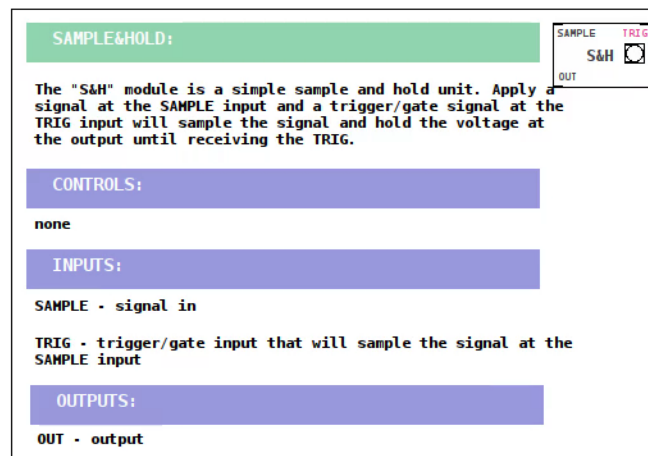 SAMPLE&HOLD:
SAMPLE TRIG
S&H
OUT
The "S&H" module is a simple sample and hold unit. Apply a
signal at the SAMPLE input and a trigger/gate signal at the
TRIG input will sample the signal and hold the voltage at
the output until receiving the TRIG.
CONTROLS:
none
INPUTS:
SAMPLE - signal in
TRIG - trigger/gate input that will sample the signal at the
SAMPLE input
OUTPUTS:
OUT - output